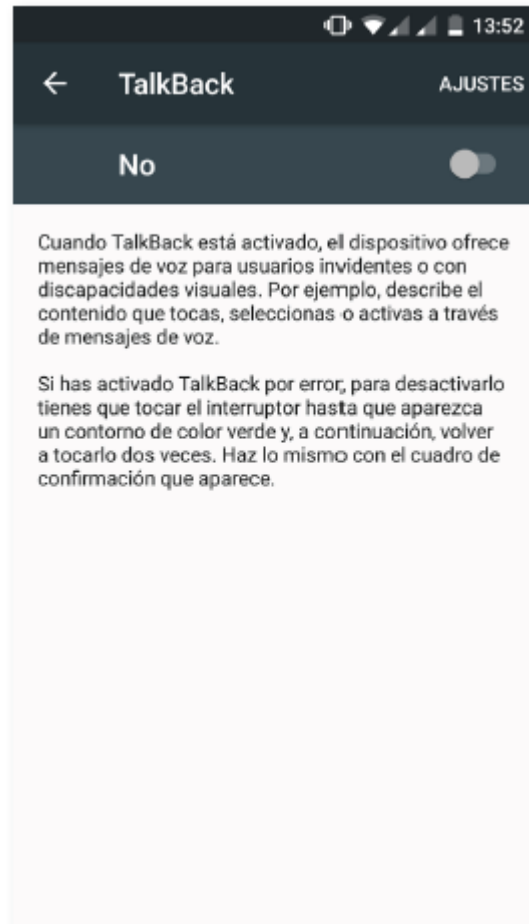 13:52
TalkBack
AJUSTES
No
Cuando TalkBack está activado, el dispositivo ofrece
mensajes de voz para usuarios invidentes o con
discapacidades visuales. Por ejemplo, describe el
contenido que tocas, seleccionas o activas a través
de mensajes de voz.
Si has activado TalkBack por error, para desactivarlo
tienes que tocar el interruptor hasta que aparezca
un contorno de color verde y, a continuación, volver
a tocarlo dos veces. Haz lo mismo con el cuadro de
confirmación que aparece.